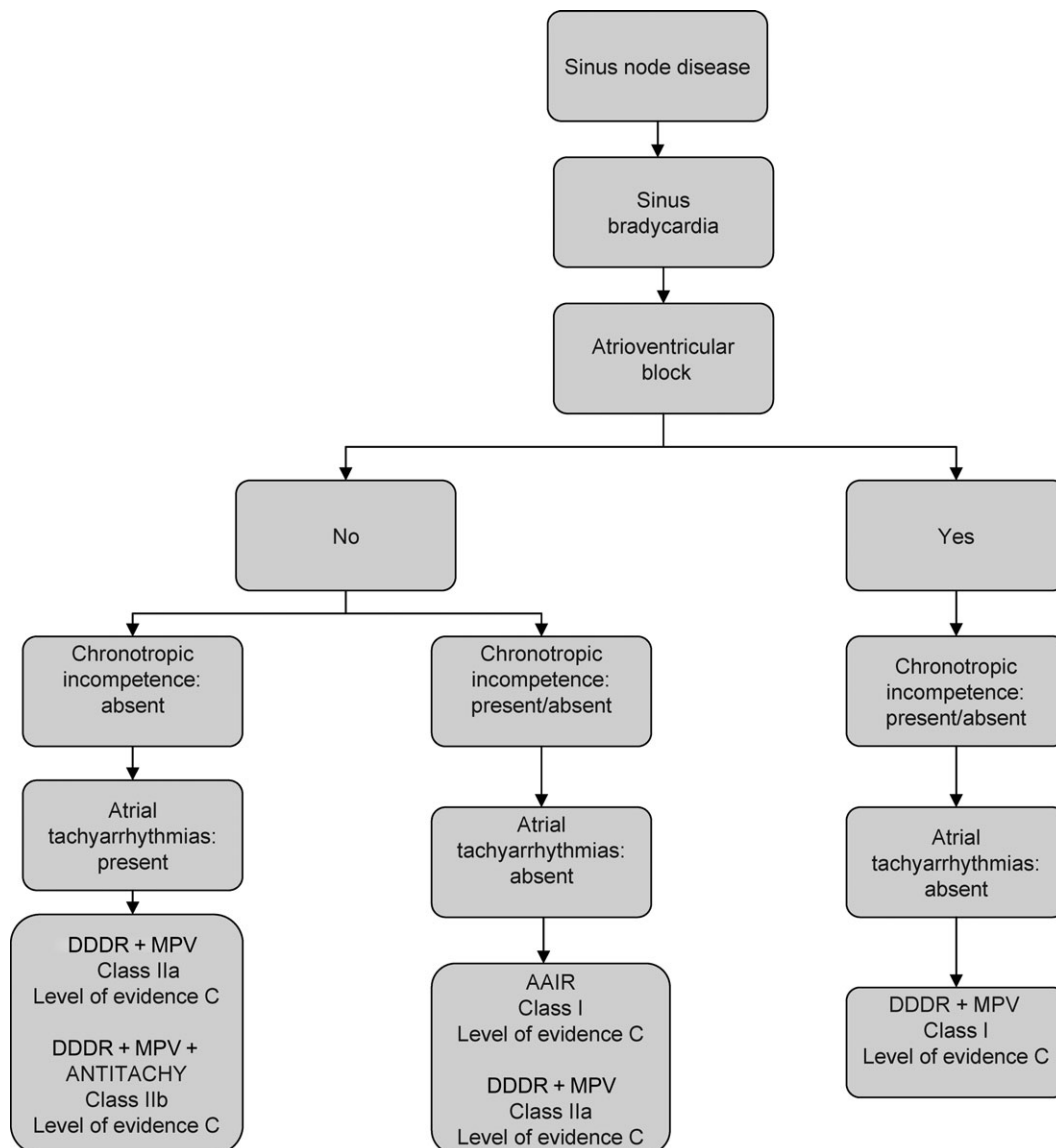 Sinus node disease
Sinus
bradycardia
Atrioventricular
block
No
Yes
Chronotropic
incompetence:
absent
Chronotropic
incompetence:
present/absent
Chronotropic
incompetence:
present/absent
Atrial
tachyarrhythmias:
present
Atrial
tachyarrhythmias:
absent
Atrial
tachyarrhythmias:
absent
DDDR + MPV
Class IIa
Level of evidence C
DDDR + MPV +
ANTITACHY
Class IIb
Level of evidence C
AAIR
Class I
Level of evidence C
DDDR + MPV
Class IIa
Level of evidence C
DDDR + MPV
Class I
Level of evidence C